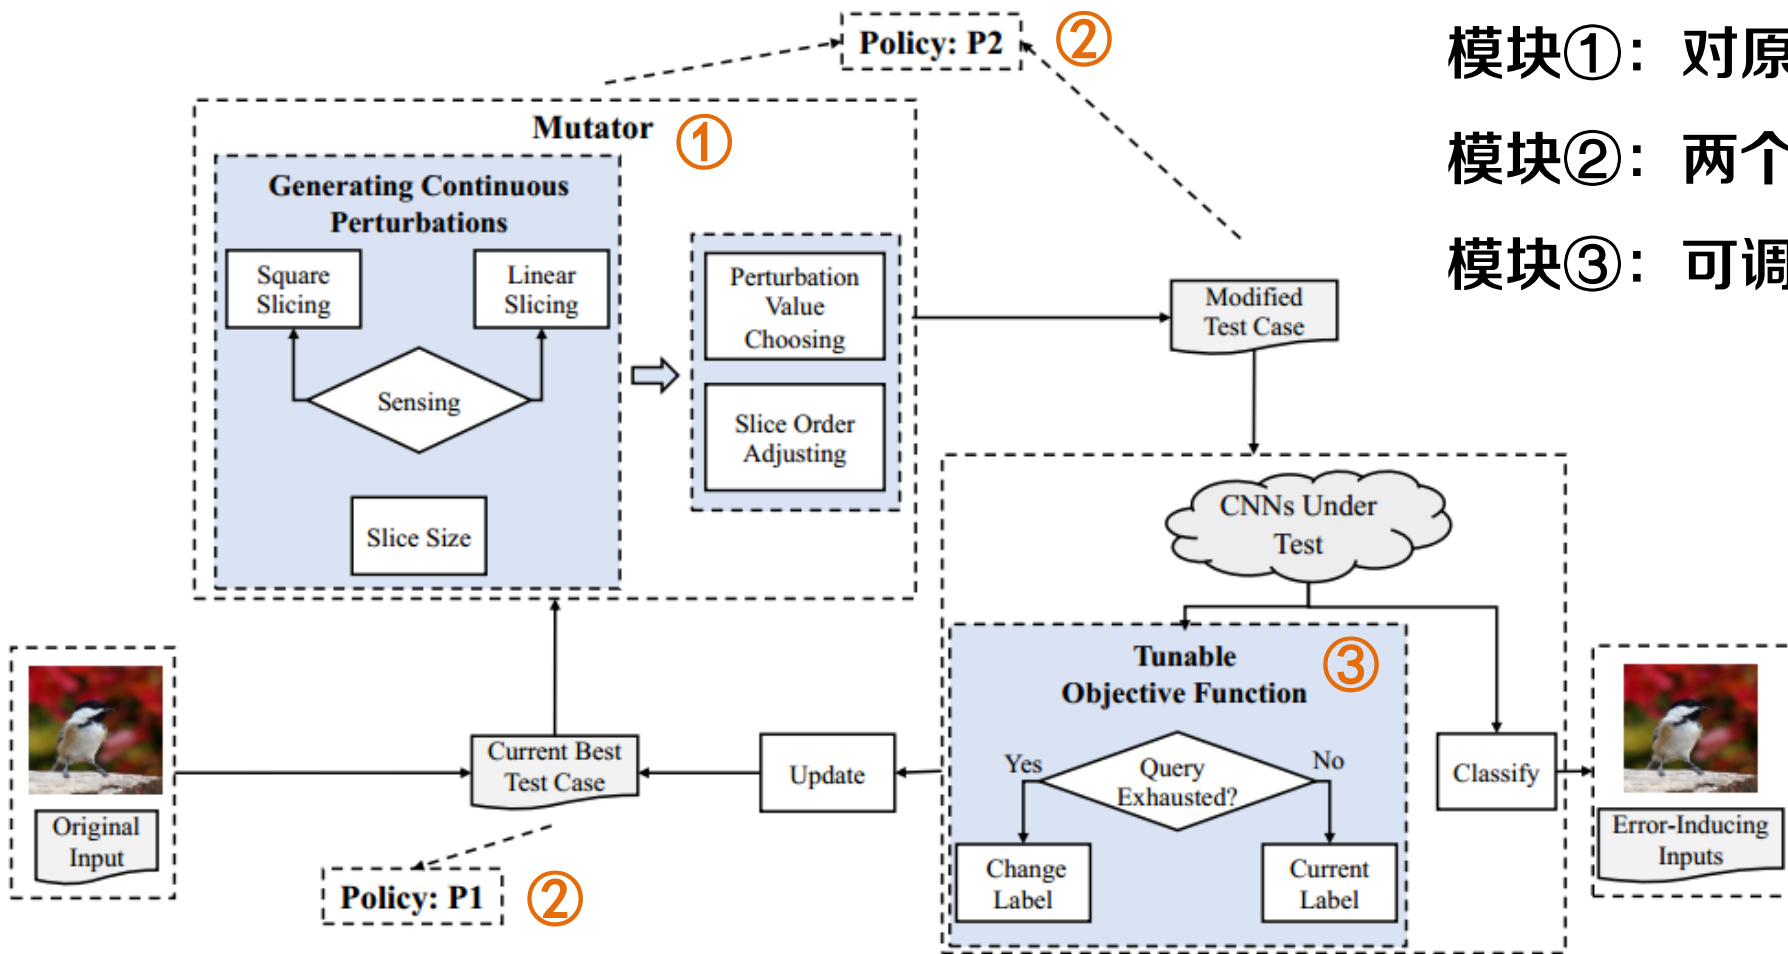 Policy: P2
②
模块①：对原
模块②：两个
模块③：可调
Mutator
①
Generating Continuous
Perturbations
Square
Slicing
Linear
Slicing
Sensing
Slice Size
Perturbation
Value
Choosing
Slice Order
Adjusting
Modified
Test Case
CNNs Under
Test
Tunable
Objective Function
③
Query
Exhausted?
Yes
No
Change
Label
Current
Label
Classify
Error-Inducing
Inputs
Update
Current Best
Test Case
Original
Input
Policy: P1
②